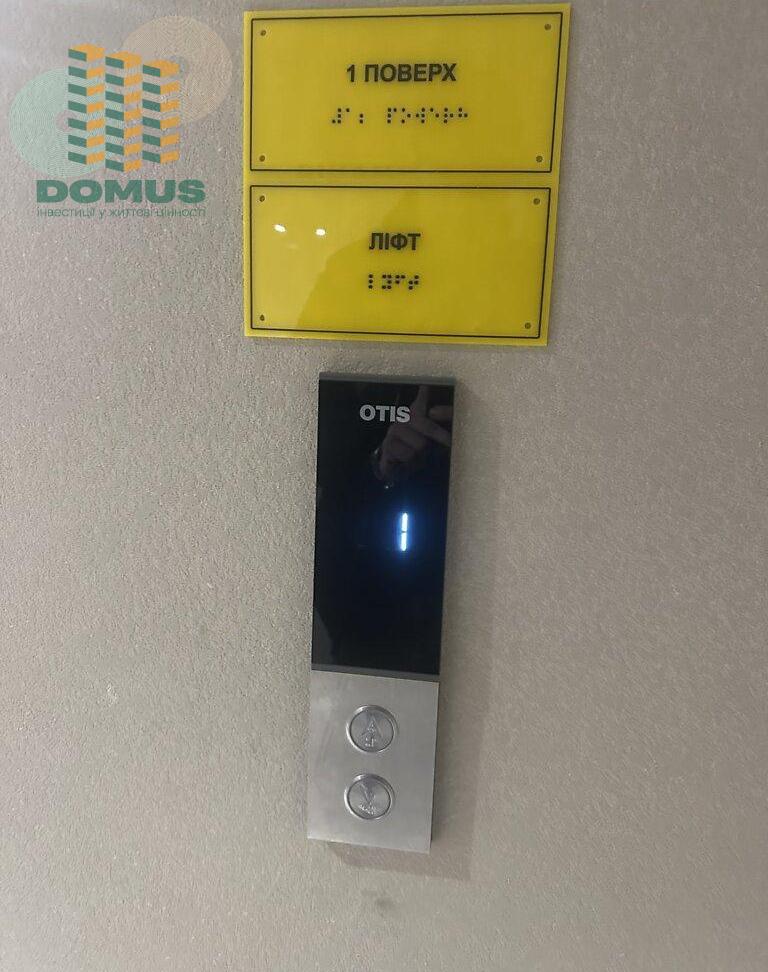 DOMUS
інвестиції у життєві цінності
1 ПОВЕРХ
ЛІФТ
OTIS
1